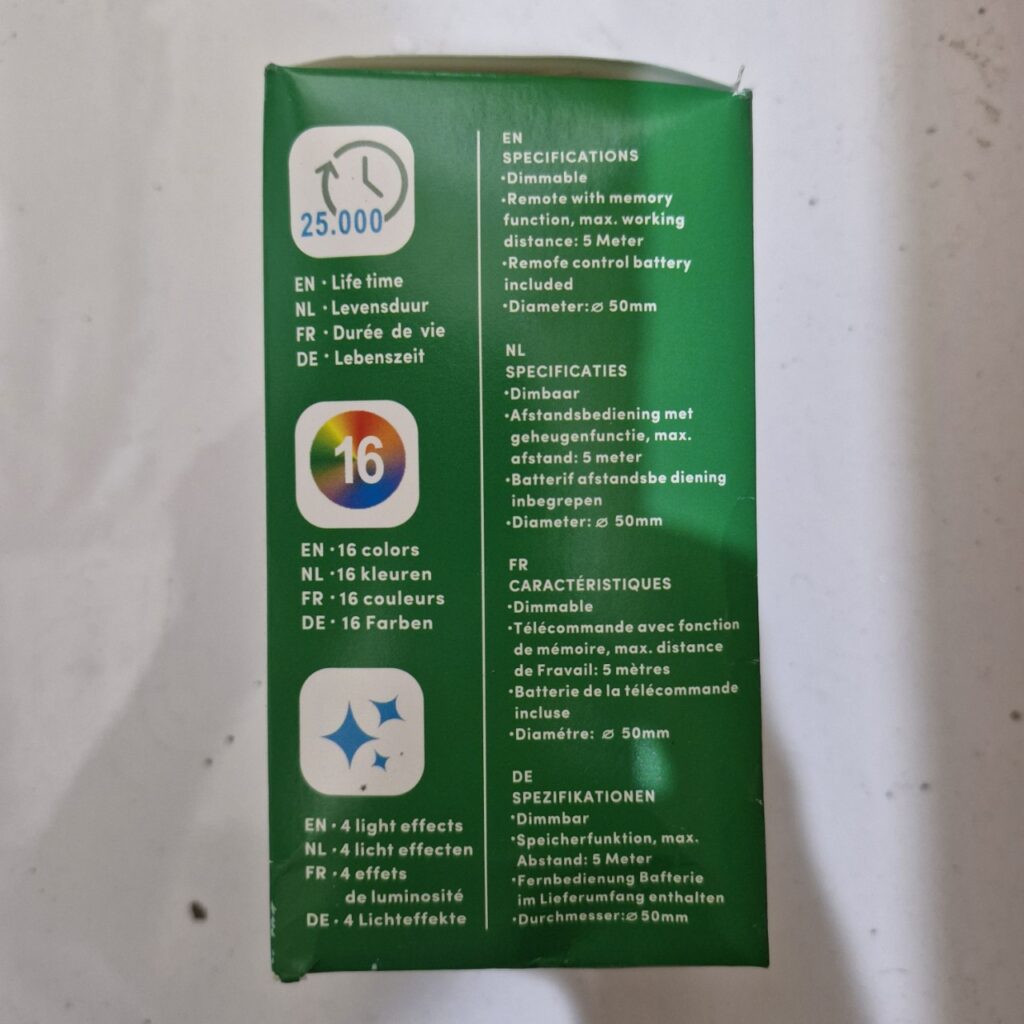 25.000
EN · Life time
NL · Levensduur
FR · Durée de vie
DE · Lebenszeit
16
EN · 16 colors
NL · 16 kleuren
FR · 16 couleurs
DE · 16 Farben
EN · 4 light effects
NL · 4 licht effecten
FR · 4 effets
de luminosité
DE · 4 Lichteffekte
EN
SPECIFICATIONS
·Dimmable
·Remote with memory
function, max. working
distance: 5 Meter
·Remofe control battery
included
·Diameter:⌀ 50mm
NL
SPECIFICATIES
·Dimbaar
·Afstandsbediening met
geheugenfunctie, max.
afstand: 5 meter
·Batterif afstandsbe diening
inbegrepen
·Diameter: ⌀ 50mm
FR
CARACTÉRISTIQUES
·Dimmable
·Télécommande avec fonction
de mémoire, max. distance
de Fravail: 5 mètres
·Batterie de la télécommande
incluse
·Diamétre: ⌀ 50mm
DE
SPEZIFIKATIONEN
·Dimmbar
·Speicherfunktion, max.
Abstand: 5 Meter
·Fernbedienung Bafterie
im Lieferumfang enthalten
·Durchmesser:⌀50mm